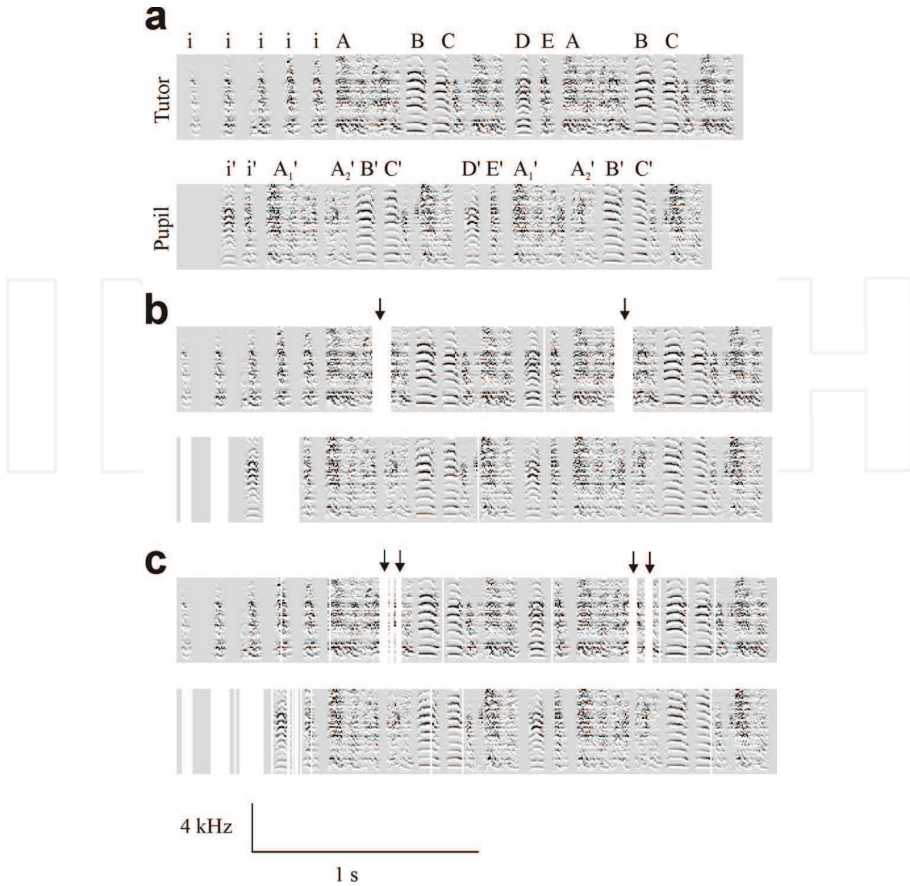 a
i i i i i A B C D E A B C
Tutor
i' i' A₁' A₂' B' C' D' E' A₁' A₂' B' C'
Pupil
b
c
4 kHz
1 s